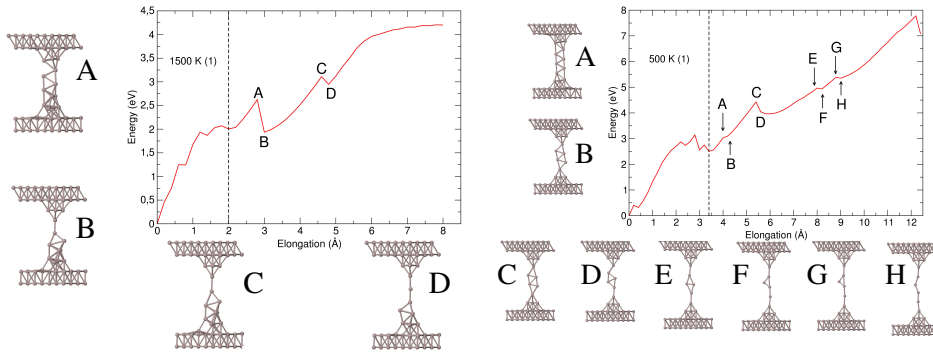 A
B
4,5
4
3,5
3
2,5
2
1,5
1
0,5
0
Energy (eV)
1500 K (1)
A
B
C
D
0 1 2 3 4 5 6 7 8
Elongation (Å)
C
D
A
B
8
7
6
5
4
3
2
1
0
Energy (eV)
500 K (1)
A
B
C
D
E
F
G
H
0 1 2 3 4 5 6 7 8 9 10 11 12
Elongation (Å)
C D E F G H